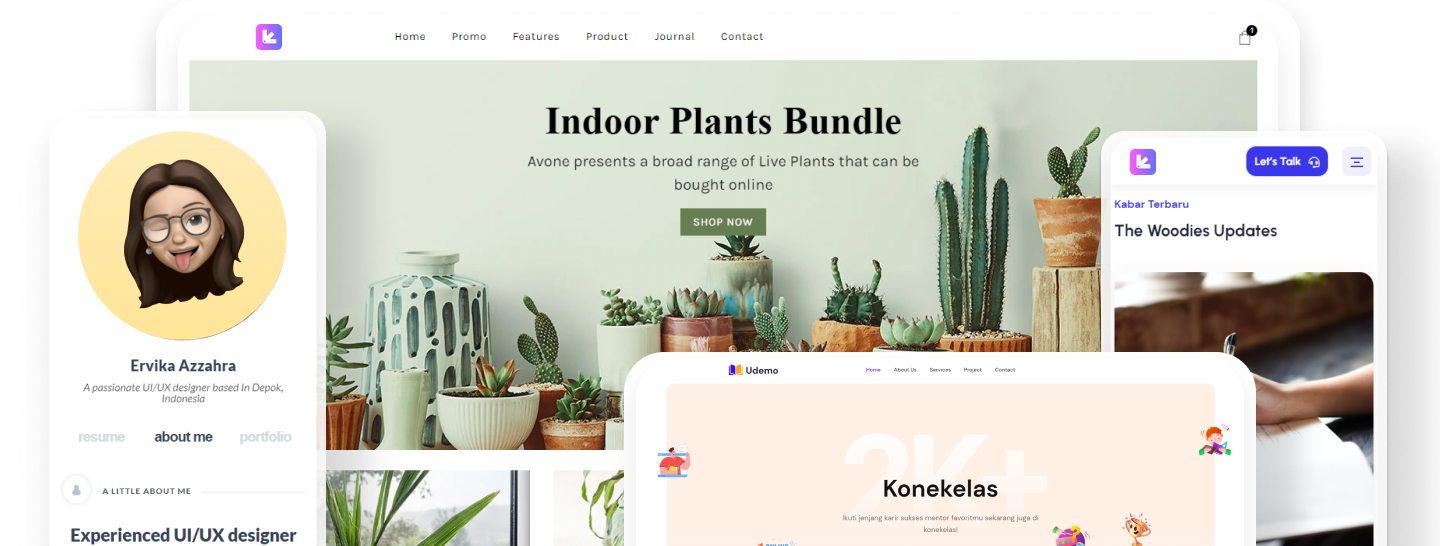 Home Promo Features Product Journal Contact
1
Indoor Plants Bundle
Avone presents a broad range of Live Plants that can be
bought online
SHOP NOW
Ervika Azzahra
A passionate UI/UX designer based In Depok,
Indonesia
resume about me portfolio
A LITTLE ABOUT ME
Experienced UI/UX designer
Let's Talk
Kabar Terbaru
The Woodies Updates
Udemo
Home About Us Services Project Contact
2K+
Konekelas
Ikuti jenjang karir sukses mentor favoritmu sekarang juga di
konekelas!
ONLINE